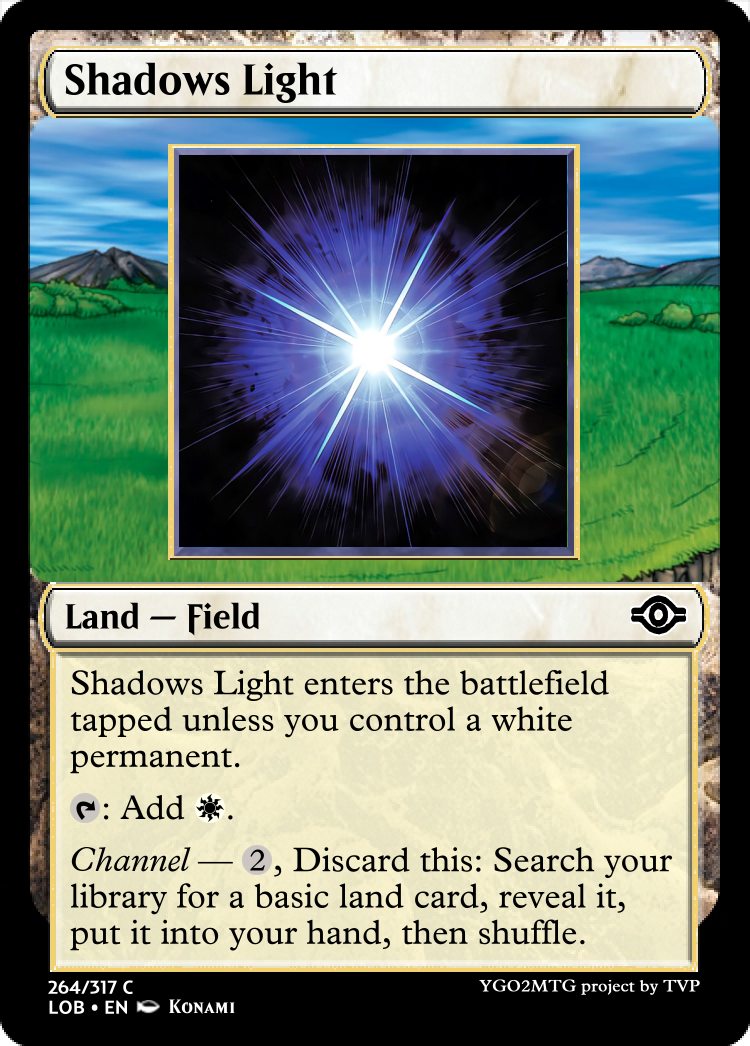 Shadows Light
Land — Field
Shadows Light enters the battlefield
tapped unless you control a white
permanent.
: Add .
Channel — 2, Discard this: Search your
library for a basic land card, reveal it,
put it into your hand, then shuffle.
264/317 C
YGO2MTG project by TVP
LOB • EN Konami